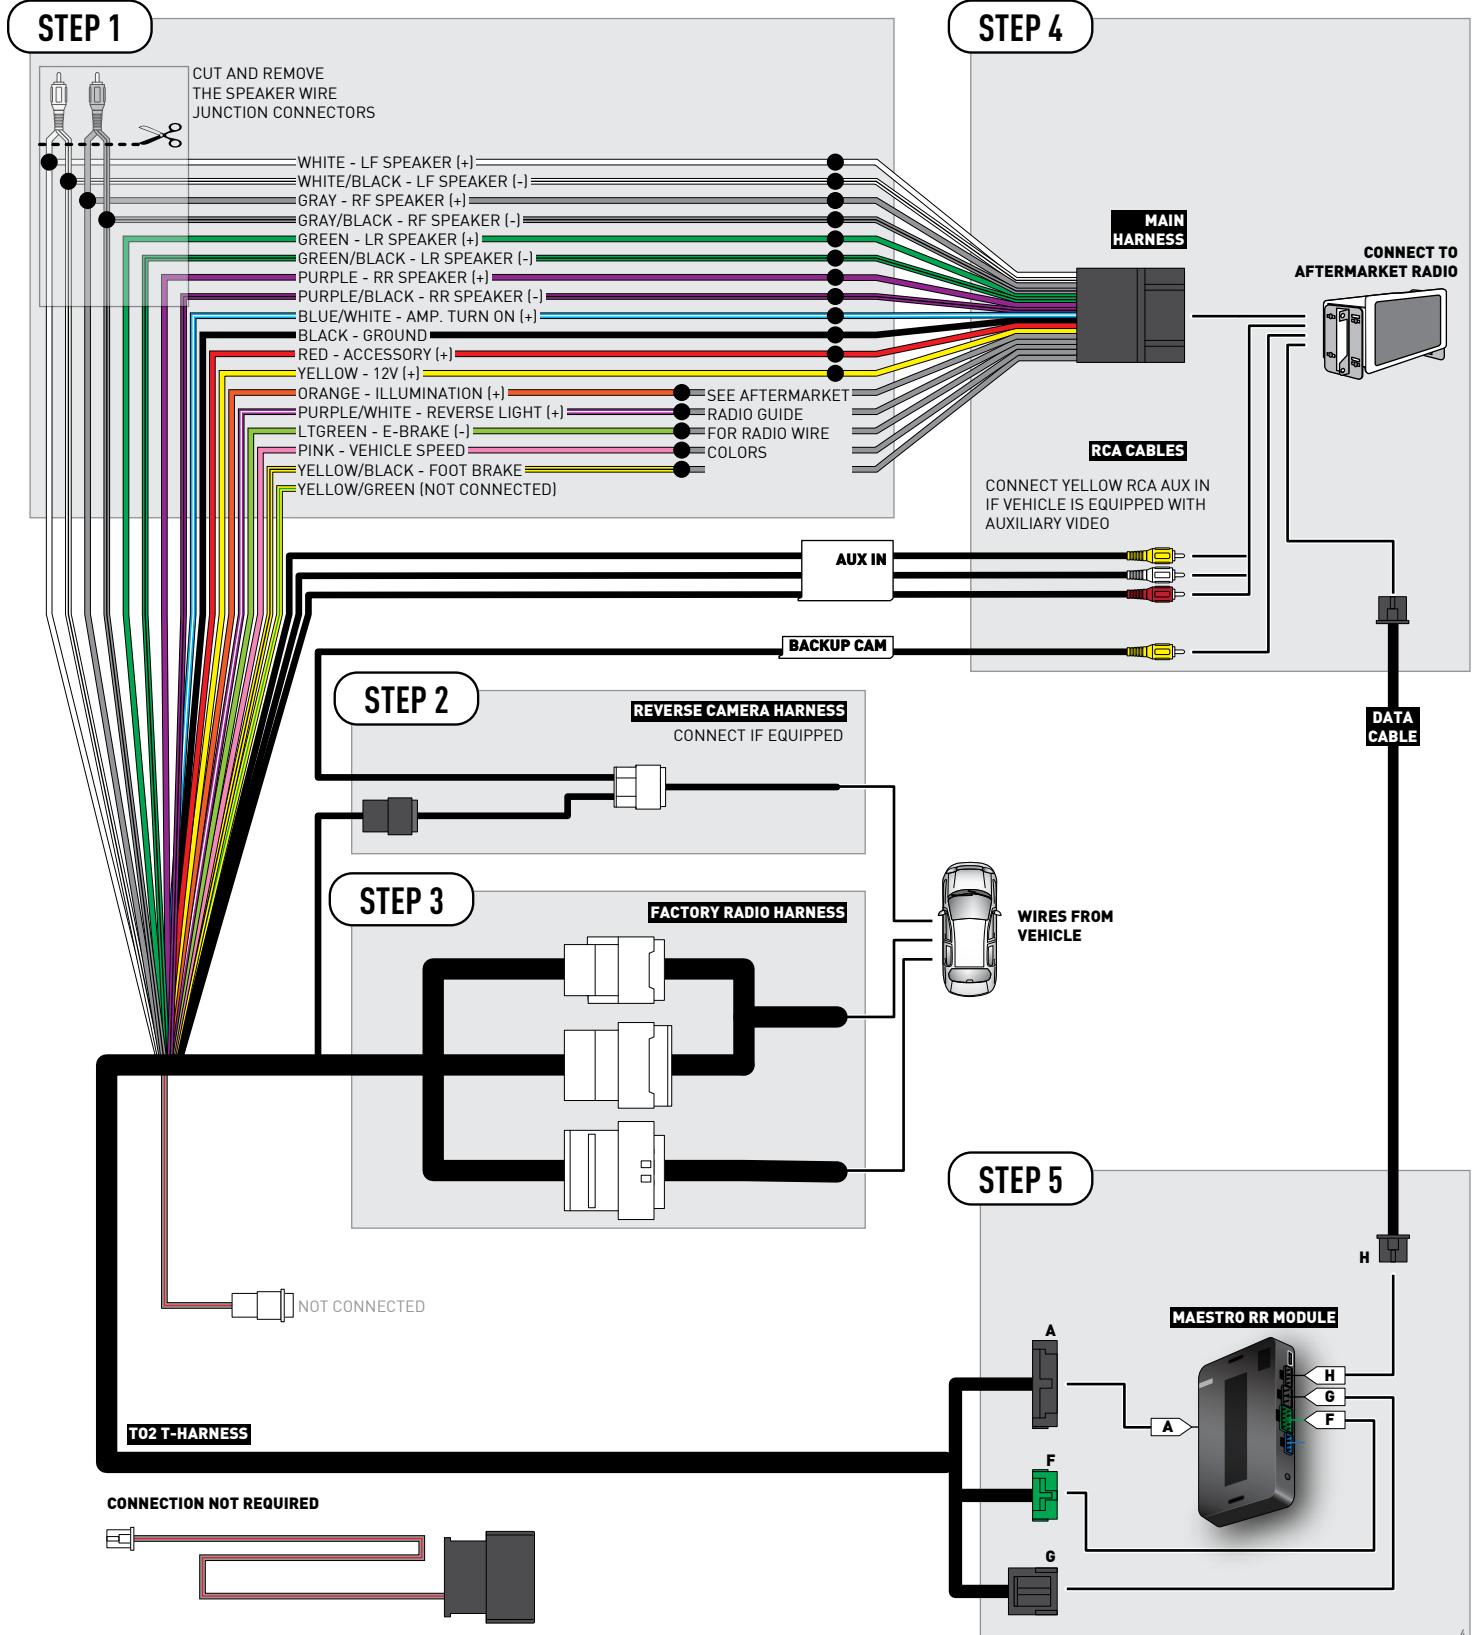 STEP 1
CUT AND REMOVE
THE SPEAKER WIRE
JUNCTION CONNECTORS
WHITE - LF SPEAKER (+)
WHITE/BLACK - LF SPEAKER (-)
GRAY - RF SPEAKER (+)
GRAY/BLACK - RF SPEAKER (-)
GREEN - LR SPEAKER (+)
GREEN/BLACK - LR SPEAKER (-)
PURPLE - RR SPEAKER (+)
PURPLE/BLACK - RR SPEAKER (-)
BLUE/WHITE - AMP. TURN ON (+)
BLACK - GROUND
RED - ACCESSORY (+)
YELLOW - 12V (+)
ORANGE - ILLUMINATION (+)
PURPLE/WHITE - REVERSE LIGHT (+)
LTGREEN - E-BRAKE (-)
PINK - VEHICLE SPEED
YELLOW/BLACK - FOOT BRAKE
YELLOW/GREEN (NOT CONNECTED)
SEE AFTERMARKET
RADIO GUIDE
FOR RADIO WIRE
COLORS
STEP 4
MAIN
HARNESS
CONNECT TO
AFTERMARKET RADIO
RCA CABLES
CONNECT YELLOW RCA AUX IN
IF VEHICLE IS EQUIPPED WITH
AUXILIARY VIDEO
AUX IN
BACKUP CAM
DATA
CABLE
STEP 2
REVERSE CAMERA HARNESS
CONNECT IF EQUIPPED
STEP 3
FACTORY RADIO HARNESS
WIRES FROM
VEHICLE
NOT CONNECTED
STEP 5
H
MAESTRO RR MODULE
A
H
G
F
A
F
G
TO2 T-HARNESS
CONNECTION NOT REQUIRED
4